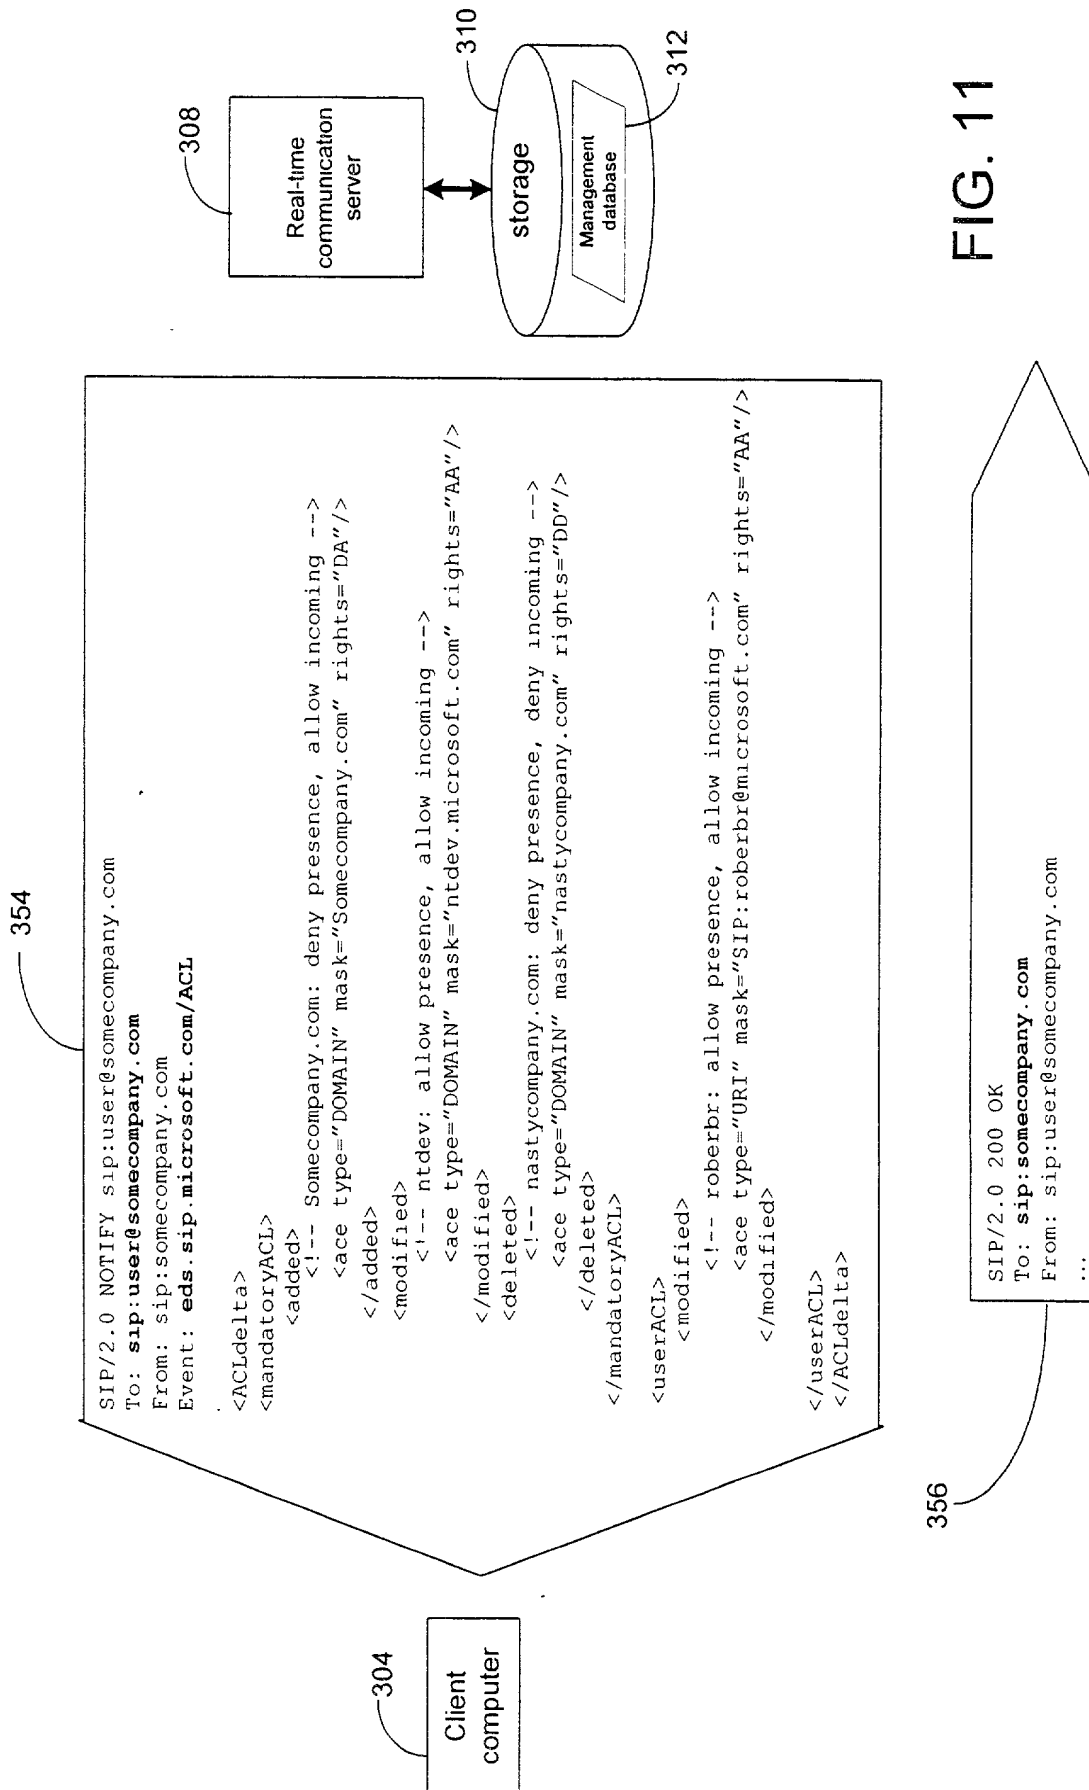 354
SIP/2.0 NOTIFY sip:user@somecompany.com
To: sip:user@somecompany.com
From: sip:somecompany.com
Event: eds.sip.microsoft.com/ACL
<ACLdelta>
<mandatoryACL>
<added>
<!-- Somecompany.com: deny presence, allow incoming -->
<ace type="DOMAIN" mask="Somecompany.com" rights="DA"/>
</added>
<modified>
<!-- ntdev: allow presence, allow incoming -->
<ace type="DOMAIN" mask="ntdev.microsoft.com" rights="AA"/>
</modified>
<deleted>
<!-- nastycompany.com: deny presence, deny incoming -->
<ace type="DOMAIN" mask="nastycompany.com" rights="DD"/>
</deleted>
</mandatoryACL>
<userACL>
<modified>
<!-- roberbr: allow presence, allow incoming -->
<ace type="URI" mask="SIP:roberbr@microsoft.com" rights="AA"/>
</modified>
</userACL>
</ACLdelta>
304
Client
computer
308
Real-time
communication
server
310
storage
312
Management
database
356
SIP/2.0 200 OK
To: sip:somecompany.com
From: sip:user@somecompany.com
...
FIG. 11